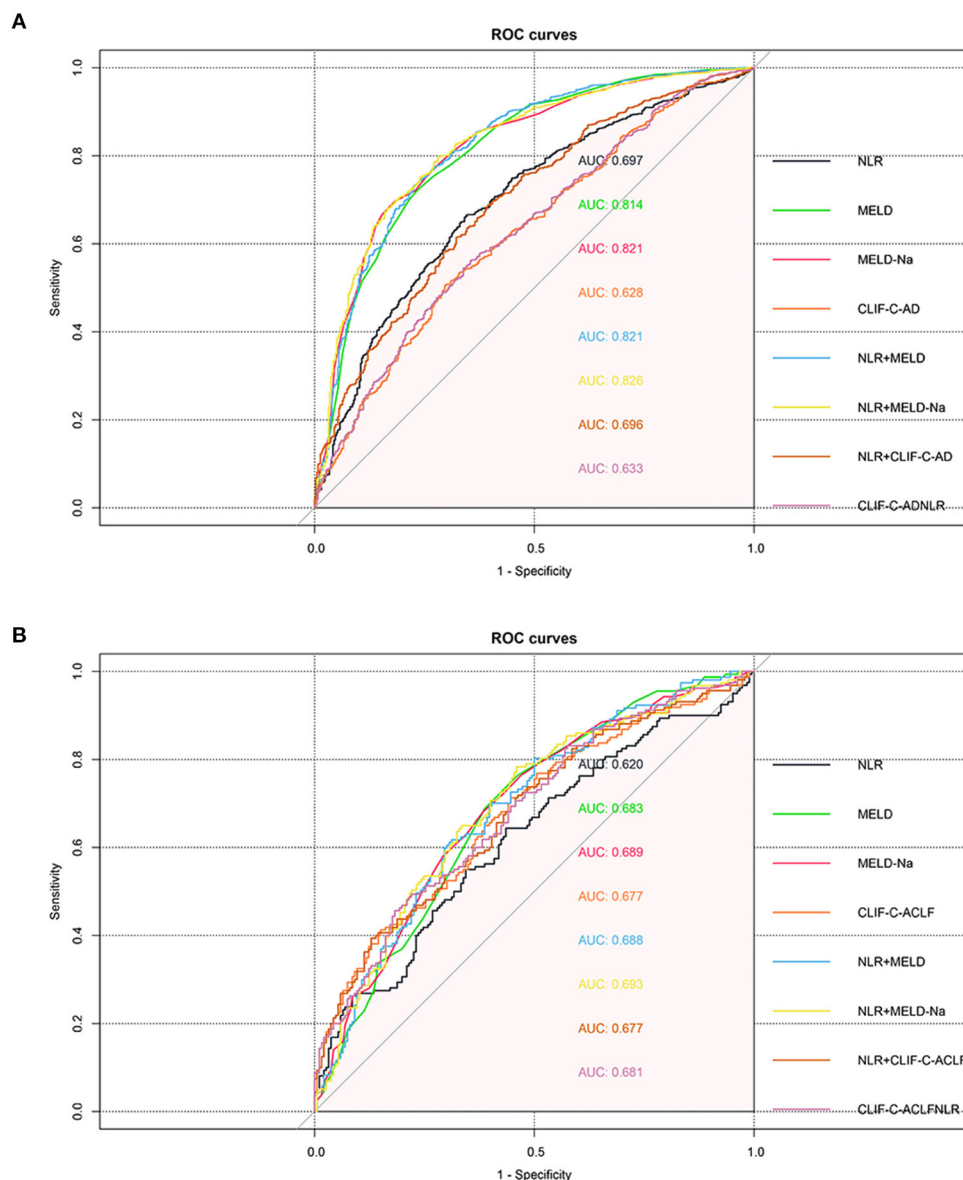 A
ROC curves
1.0
0.8
0.6
0.4
0.2
0.0
Sensitivity
AUC: 0.697
AUC: 0.814
AUC: 0.821
AUC: 0.628
AUC: 0.821
AUC: 0.826
AUC: 0.696
AUC: 0.633
NLR
MELD
MELD-Na
CLIF-C-AD
NLR+MELD
NLR+MELD-Na
NLR+CLIF-C-AD
CLIF-C-ADNLR
0.0 0.5 1.0
1 - Specificity
B
ROC curves
1.0
0.8
0.6
0.4
0.2
0.0
Sensitivity
AUC: 0.620
AUC: 0.683
AUC: 0.689
AUC: 0.677
AUC: 0.688
AUC: 0.693
AUC: 0.677
AUC: 0.681
NLR
MELD
MELD-Na
CLIF-C-ACLF
NLR+MELD
NLR+MELD-Na
NLR+CLIF-C-ACLF
CLIF-C-ACLFNLR
0.0 0.5 1.0
1 - Specificity